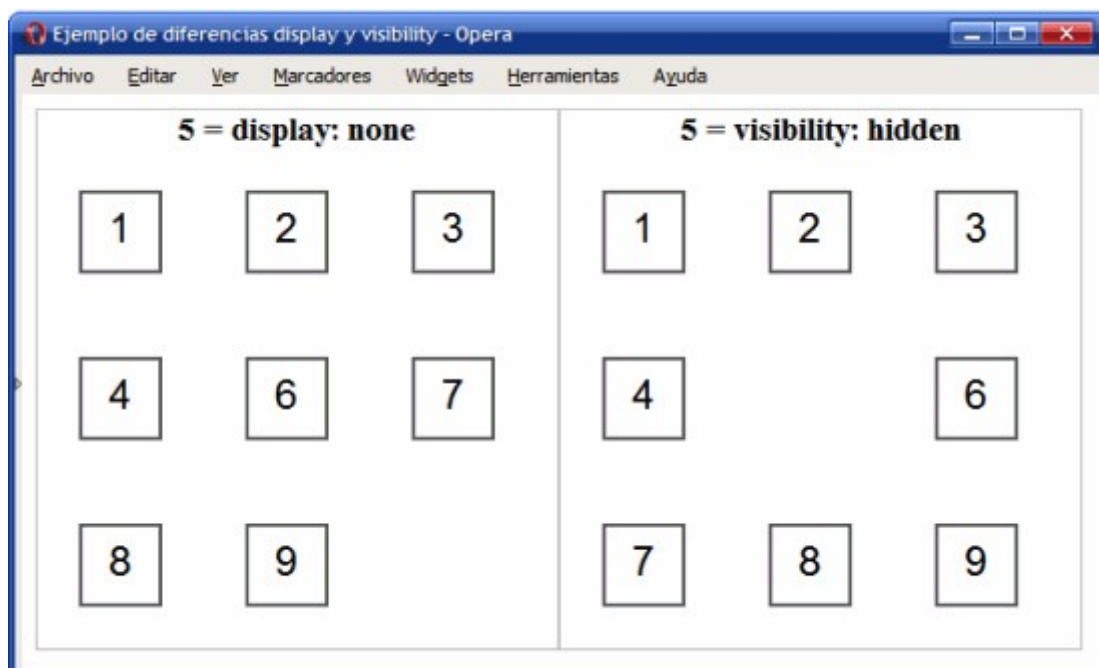 Ejemplo de diferencias display y visibility - Opera
Archivo Editar Ver Marcadores Widgets Herramientas Ayuda
5 = display: none
1 2 3
4 6 7
8 9
5 = visibility: hidden
1 2 3
4 6
7 8 9